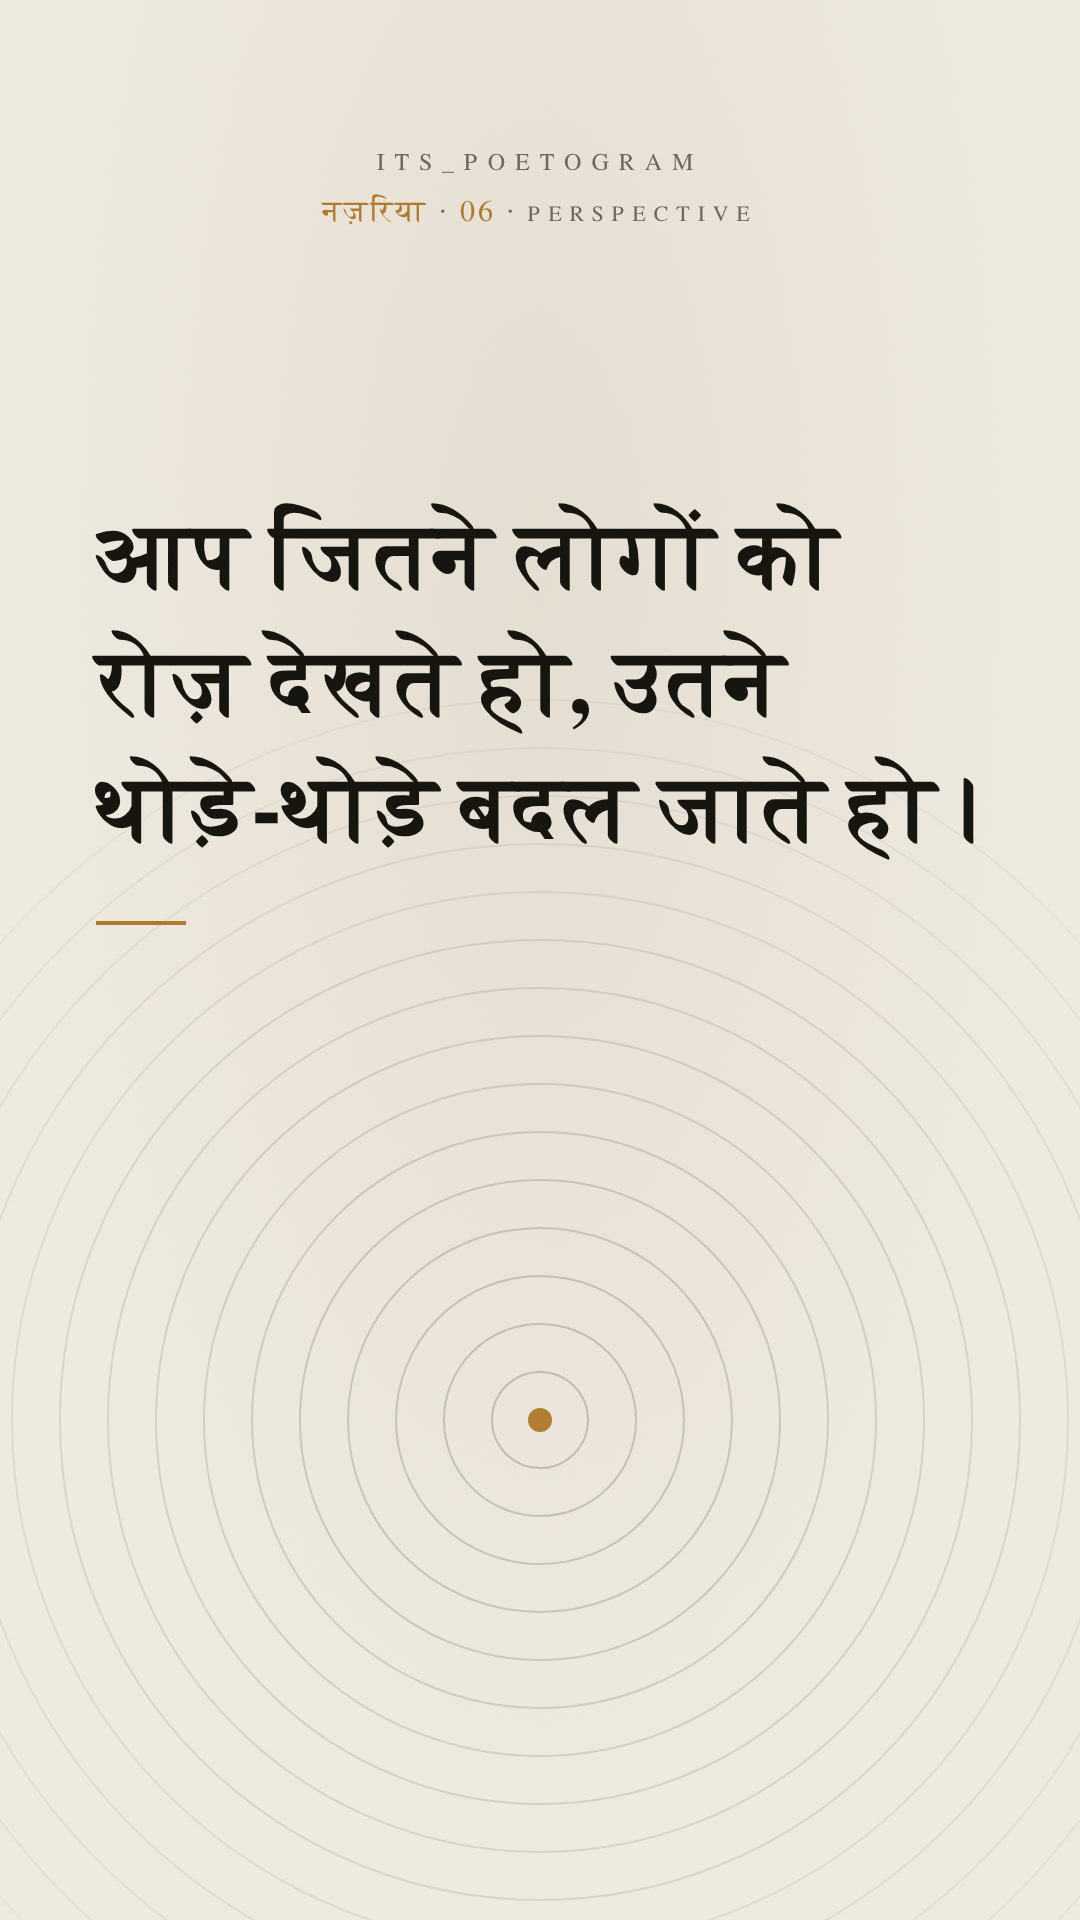 ITS_POETOGRAM
नज़रिया · 06 · PERSPECTIVE
आप जितने लोगों को
रोज़ देखते हो, उतने
थोड़े-थोड़े बदल जाते हो।